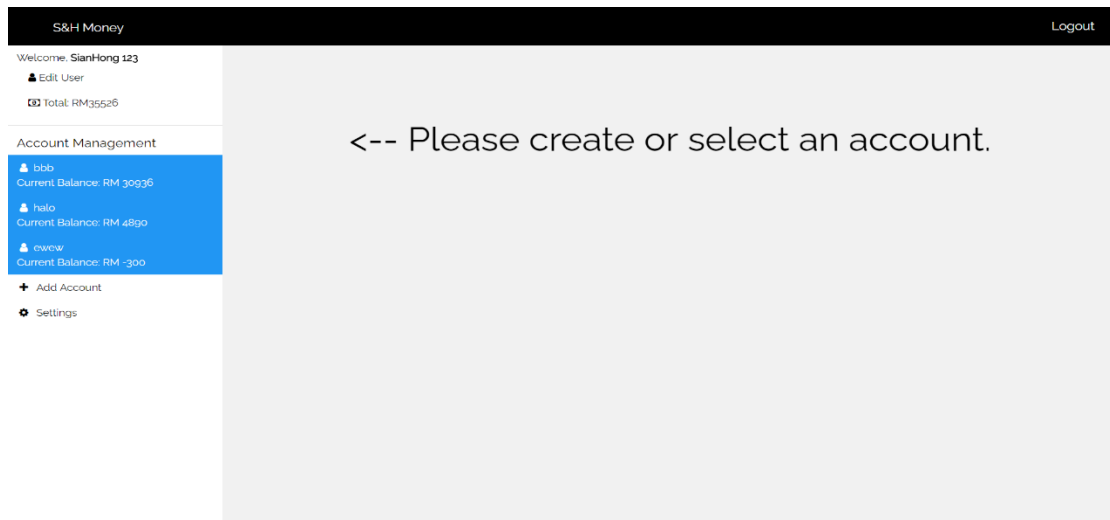 S&H Money
Logout
Welcome, SianHong 123
Edit User
Total: RM35526
Account Management
bbb
Current Balance: RM 30936
halo
Current Balance: RM 4890
ewew
Current Balance: RM -300
Add Account
Settings
<-- Please create or select an account.